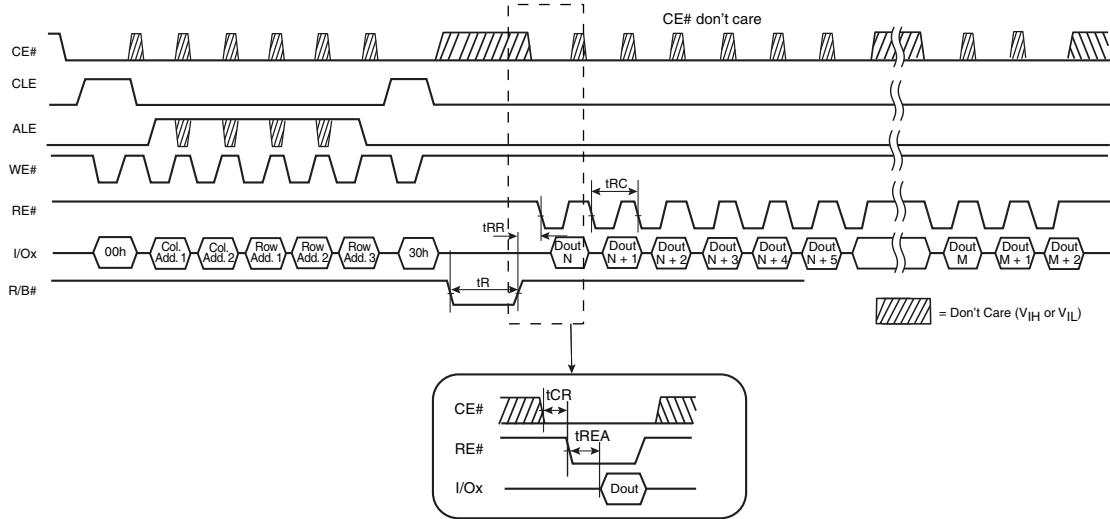 CE# don't care
CE#
CLE
ALE
WE#
tRC
RE#
tRR
I/Ox
00h
Col. Add. 1
Col. Add. 2
Row Add. 1
Row Add. 2
Row Add. 3
30h
Dout N
Dout N + 1
Dout N + 2
Dout N + 3
Dout N + 4
Dout N + 5
Dout M
Dout M + 1
Dout M + 2
tR
R/B#
= Don't Care (VIH or VIL)
tCR
CE#
tREA
RE#
I/Ox
Dout